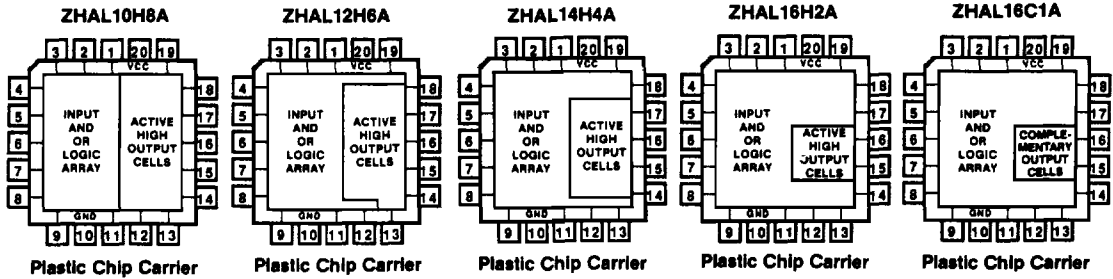 ZHAL10H8A
3 2 1 20 19
VCC
4 18
5 17
6 16
7 15
8 14
INPUT
AND
OR
LOGIC
ARRAY
ACTIVE
HIGH
OUTPUT
CELLS
GND
9 10 11 12 13
Plastic Chip Carrier
ZHAL12H6A
3 2 1 20 19
VCC
4 18
5 17
6 16
7 15
8 14
INPUT
AND
OR
LOGIC
ARRAY
ACTIVE
HIGH
OUTPUT
CELLS
GND
9 10 11 12 13
Plastic Chip Carrier
ZHAL14H4A
3 2 1 20 19
VCC
4 18
5 17
6 16
7 15
8 14
INPUT
AND
OR
LOGIC
ARRAY
ACTIVE
HIGH
OUTPUT
CELLS
GND
9 10 11 12 13
Plastic Chip Carrier
ZHAL16H2A
3 2 1 20 19
VCC
4 18
5 17
6 16
7 15
8 14
INPUT
AND
OR
LOGIC
ARRAY
ACTIVE
HIGH
OUTPUT
CELLS
GND
9 10 11 12 13
Plastic Chip Carrier
ZHAL16C1A
3 2 1 20 19
VCC
4 18
5 17
6 16
7 15
8 14
INPUT
AND
OR
LOGIC
ARRAY
COMPLE-
MENTARY
OUTPUT
CELLS
GND
9 10 11 12 13
Plastic Chip Carrier